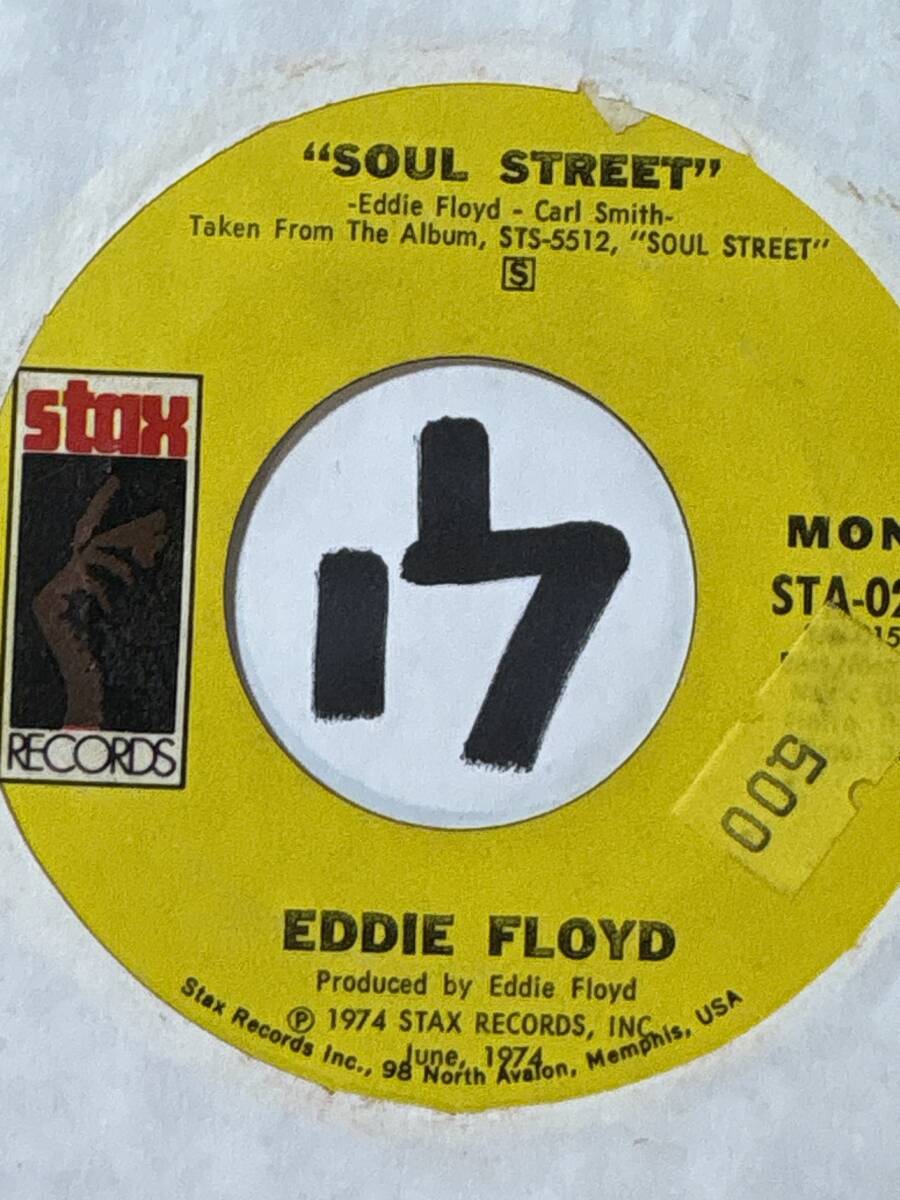 "SOUL STREET"
-Eddie Floyd - Carl Smith-
Taken From The Album, STS-5512, "SOUL STREET"
S
stax
RECORDS
MON
STA-02
500
EDDIE FLOYD
Produced by Eddie Floyd
Ⓟ 1974 STAX RECORDS, INC.
June, 1974
Stax Records Inc., 98 North Avalon, Memphis, USA